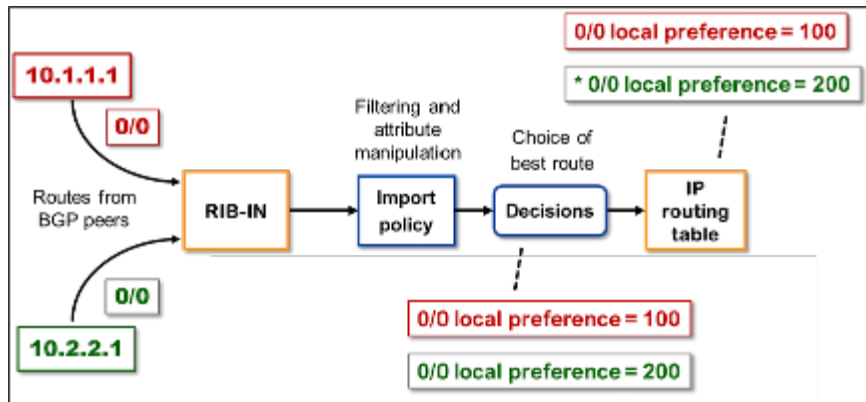 0/0 local preference = 100
* 0/0 local preference = 200
10.1.1.1
0/0
Filtering and
attribute
manipulation
Choice of
best route
Routes from
BGP peers
RIB-IN
Import
policy
Decisions
IP
routing
table
0/0
10.2.2.1
0/0 local preference = 100
0/0 local preference = 200